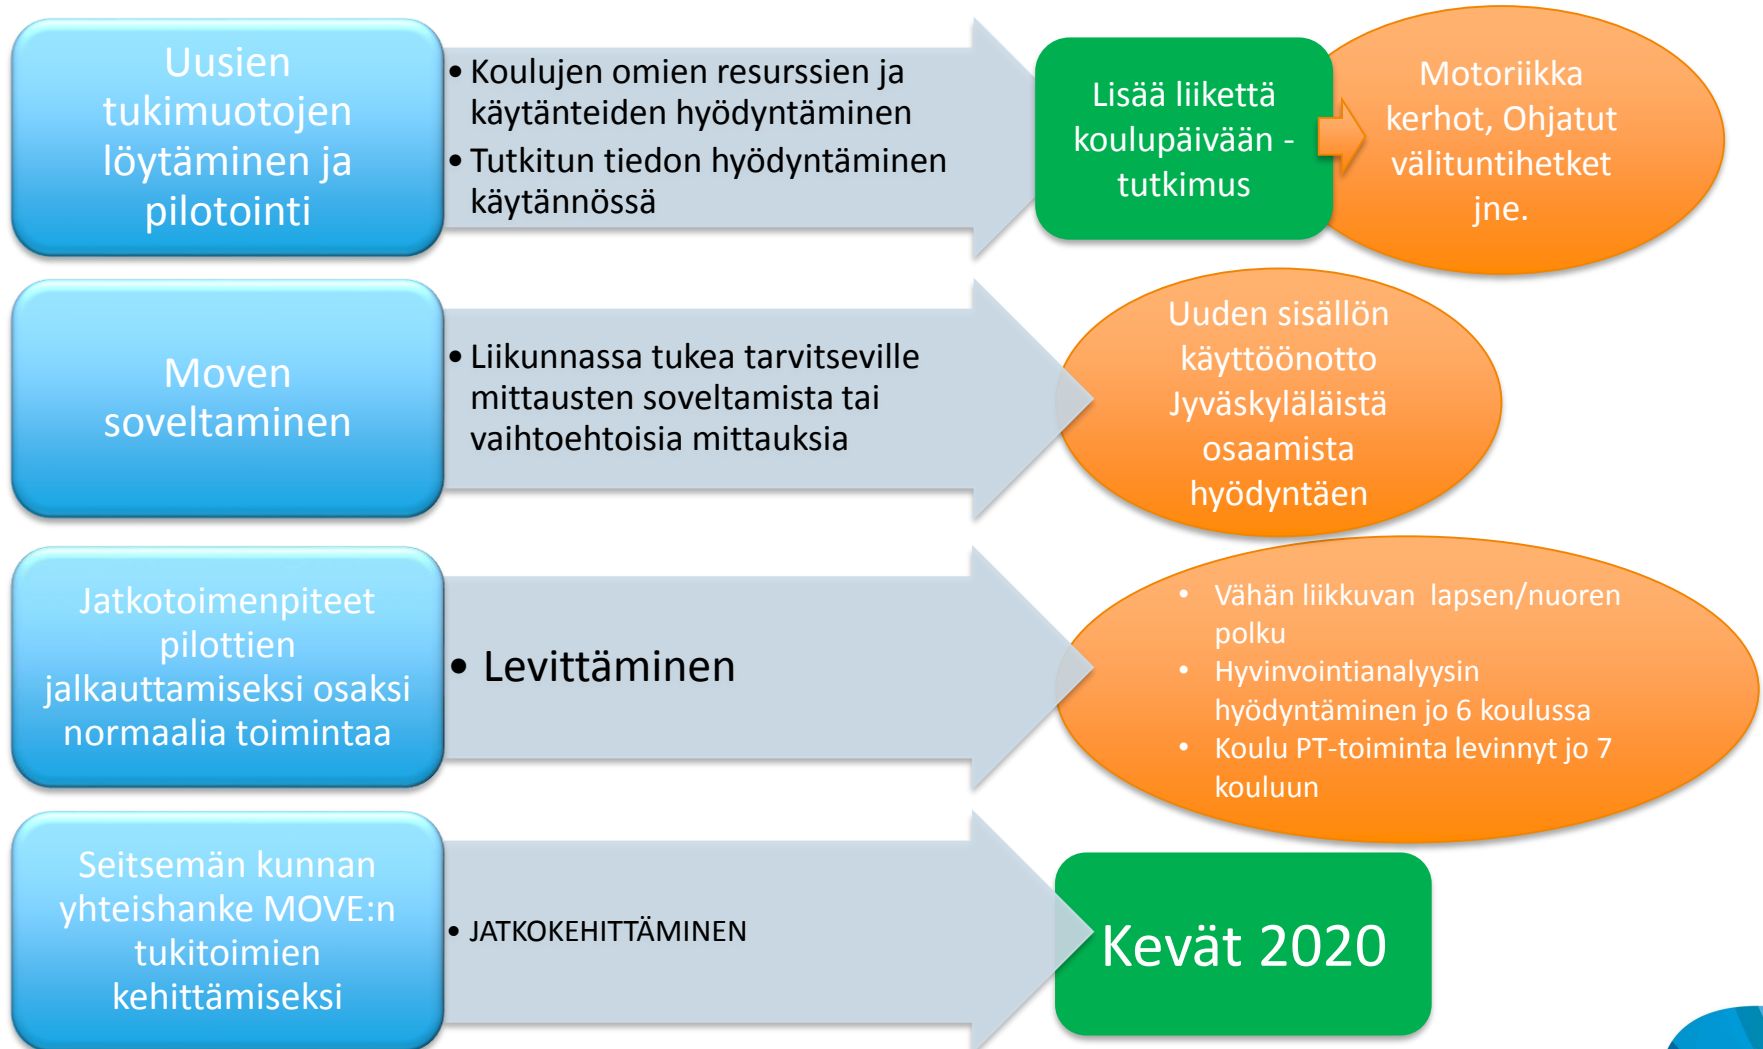 Uusien
tukimuotojen
löytäminen ja
pilotointi
• Koulujen omien resurssien ja
käytänteiden hyödyntäminen
• Tutkitun tiedon hyödyntäminen
käytännössä
Lisää liikettä
koulupäivään -
tutkimus
Motoriikka
kerhot, Ohjatut
välituntihetket
jne.
Moven
soveltaminen
• Liikunnassa tukea tarvitseville
mittausten soveltamista tai
vaihtoehtoisia mittauksia
Uuden sisällön
käyttöönotto
Jyväskyläläistä
osaamista
hyödyntäen
Jatkotoimenpiteet
pilottien
jalkauttamiseksi osaksi
normaalia toimintaa
• Levittäminen
• Vähän liikkuvan lapsen/nuoren
polku
• Hyvinvointianalyysin
hyödyntäminen jo 6 koulussa
• Koulu PT-toiminta levinnyt jo 7
kouluun
Seitsemän kunnan
yhteishanke MOVE:n
tukitoimien
kehittämiseksi
• JATKOKEHITTÄMINEN
Kevät 2020